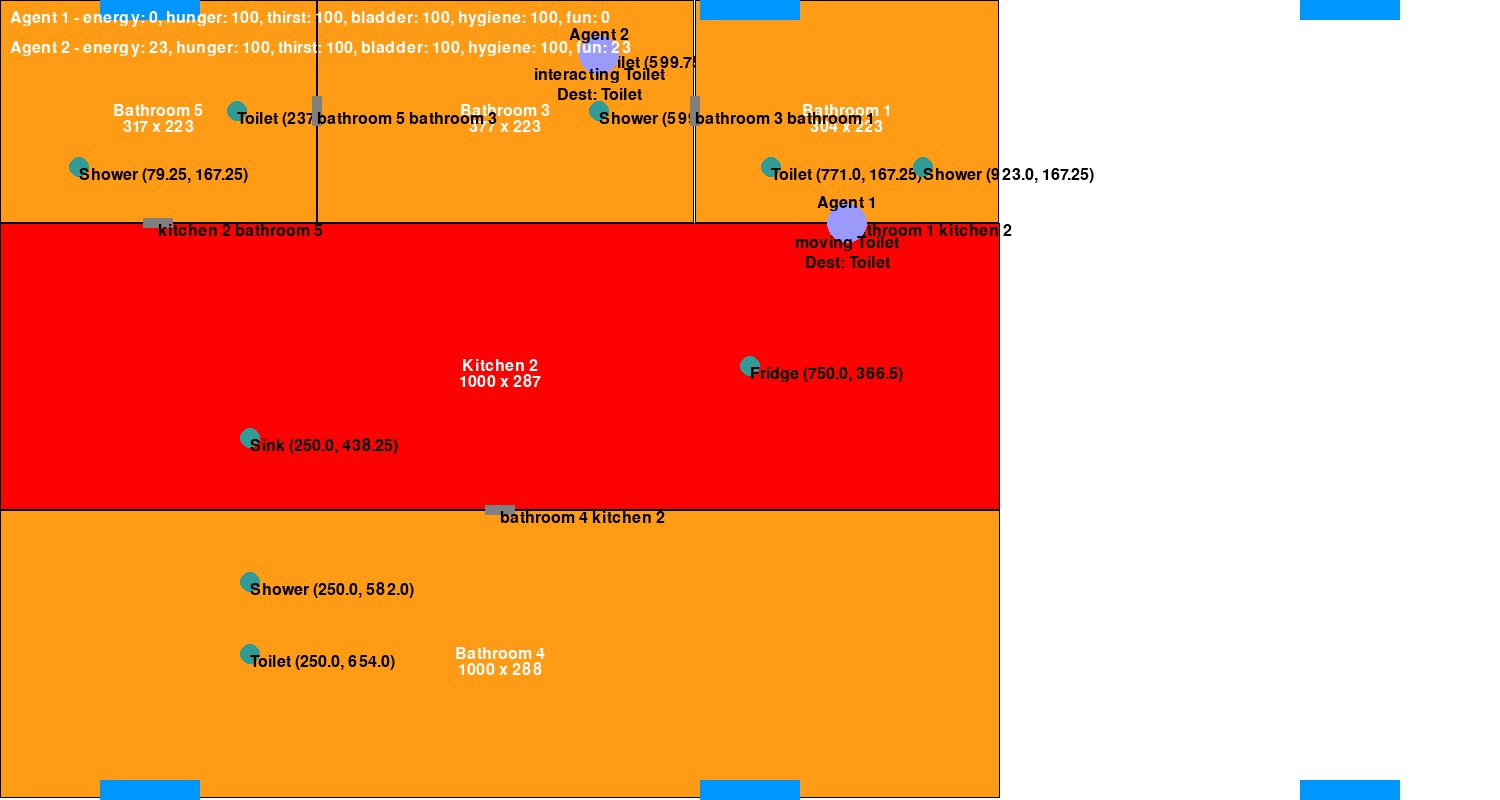 Agent 1 - energy: 0, hunger: 100, thirst: 100, bladder: 100, hygiene: 100, fun: 0
Agent 2
Agent 2 - energy: 23, hunger: 100, thirst: 100, bladder: 100, hygiene: 100, fun: 23
ilet (599.7
interacting Toilet
Dest: Toilet
Bathroom 5
317 x 223
Toilet (237
bathroom 5 bathroom 3
Bathroom 3
377 x 223
Shower (59
bathroom 3 bathroom 1
Bathroom 1
304 x 223
Shower (79.25, 167.25)
Toilet (771.0, 167.25)
Shower (923.0, 167.25)
Agent 1
kitchen 2 bathroom 5
throom 1 kitchen 2
moving Toilet
Dest: Toilet
Kitchen 2
1000 x 287
Fridge (750.0, 366.5)
Sink (250.0, 438.25)
bathroom 4 kitchen 2
Shower (250.0, 582.0)
Toilet (250.0, 654.0)
Bathroom 4
1000 x 288